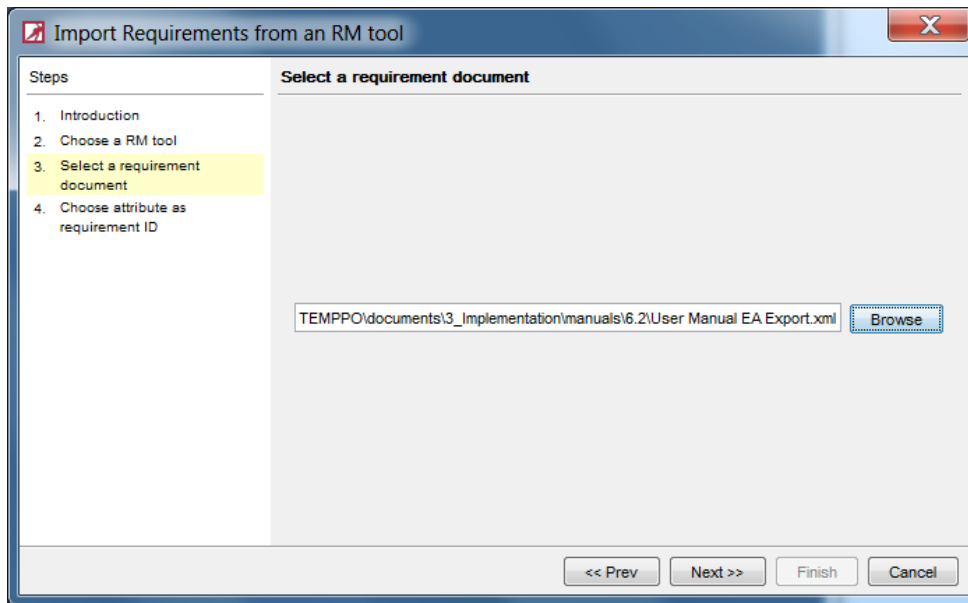 Import Requirements from an RM tool
X
Steps
1. Introduction
2. Choose a RM tool
3. Select a requirement
document
4. Choose attribute as
requirement ID
Select a requirement document
TEMPPO\documents\3_Implementation\manuals\6.2\User Manual EA Export.xml
Browse
<< Prev
Next >>
Finish
Cancel